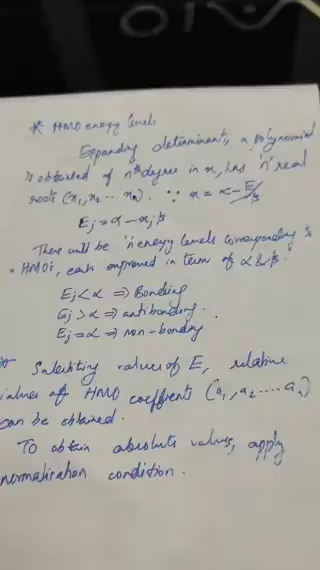 * HMO energy levels
Expanding determinant, a polynomial
is obtained of nth degree in x, has 'n' real
roots (x₁, x₂ ... xₙ). ∵ x = α-E/β
Ej = α - xjβ
There will be 'n' energy levels corresponding to
n HMO's, each expressed in term of α & β.
Ej < α ⇒ Bonding
Ej > α ⇒ antibonding.
Ej = α ⇒ non-bonding
Substituting values of E, relative
values of HMO coefficients (a₁, a₂ .... aₙ)
can be obtained.
To obtain absolute values, apply
normalisation condition.